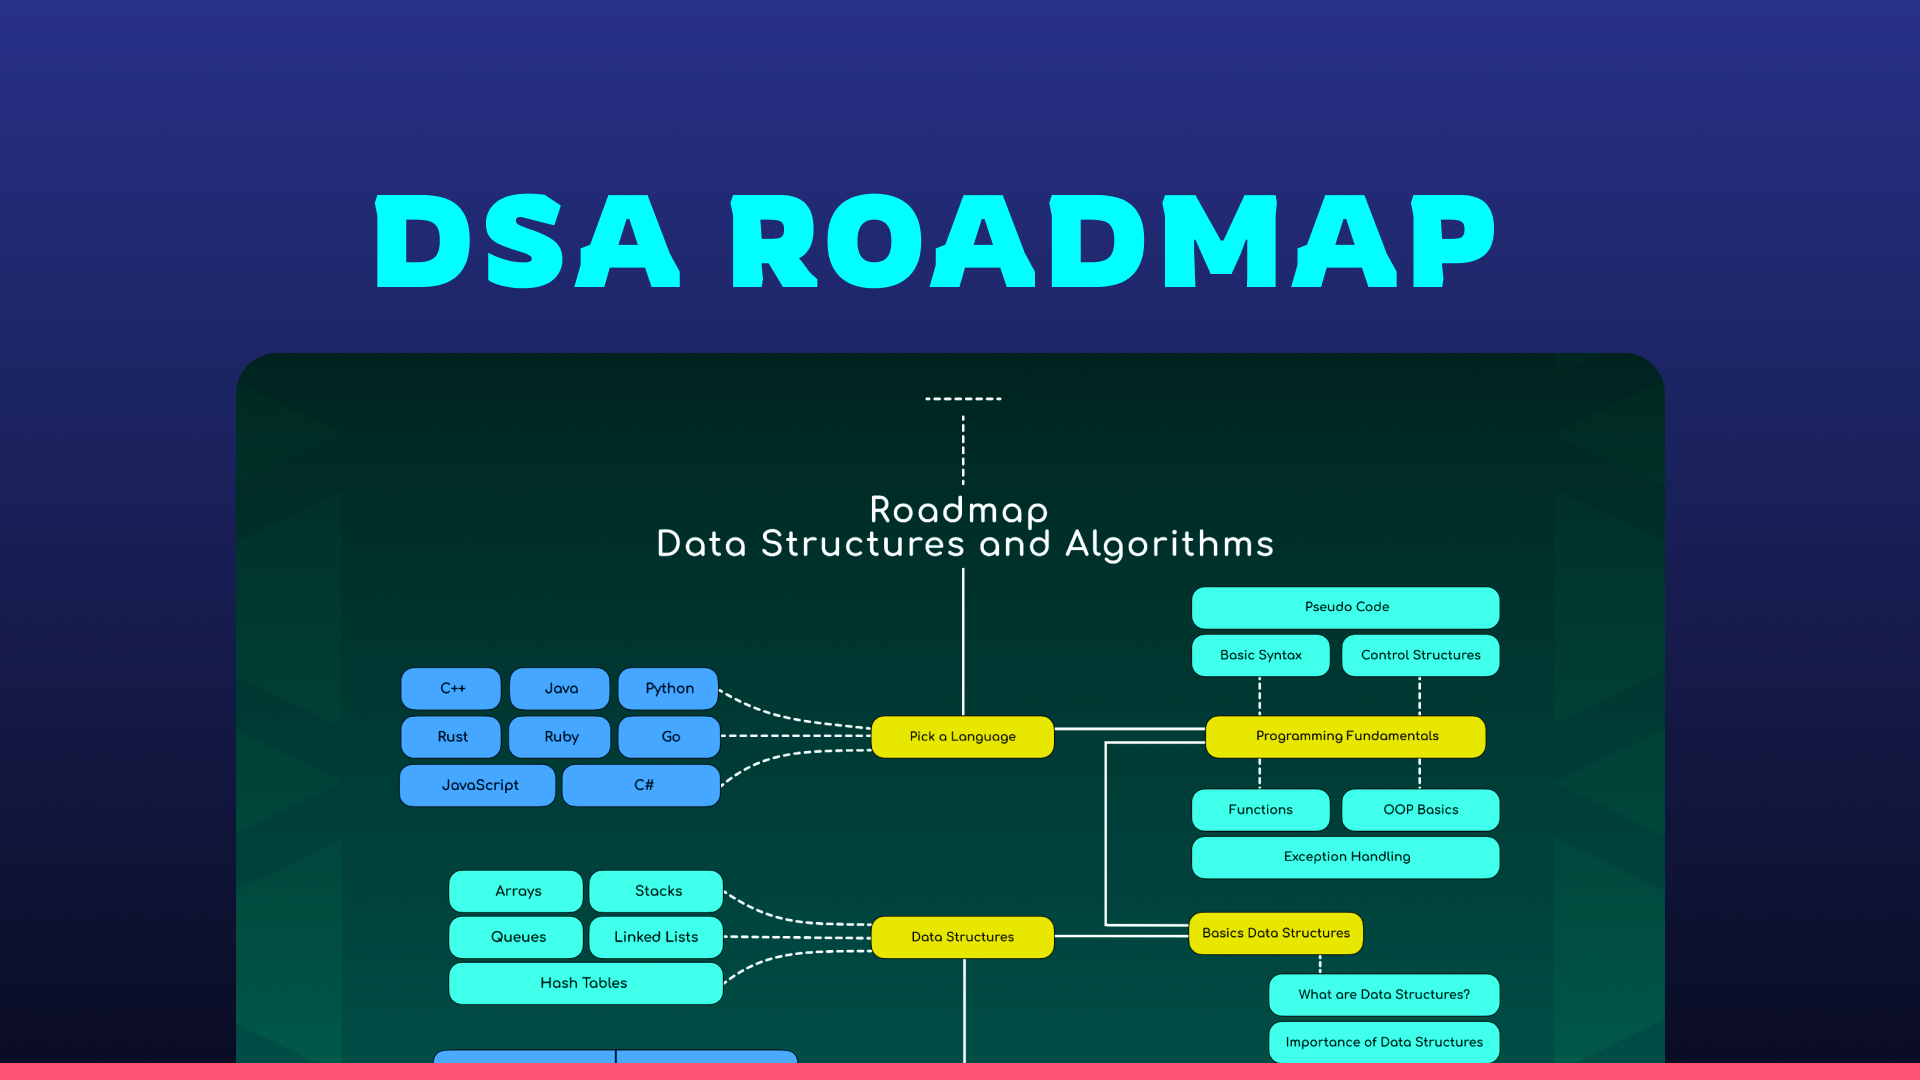 DSA ROADMAP
Roadmap
Data Structures and Algorithms
Pseudo Code
Basic Syntax Control Structures
C++ Java Python
Rust Ruby Go
Pick a Language
Programming Fundamentals
JavaScript C#
Functions OOP Basics
Exception Handling
Arrays Stacks
Queues Linked Lists
Data Structures
Basics Data Structures
Hash Tables
What are Data Structures?
Importance of Data Structures